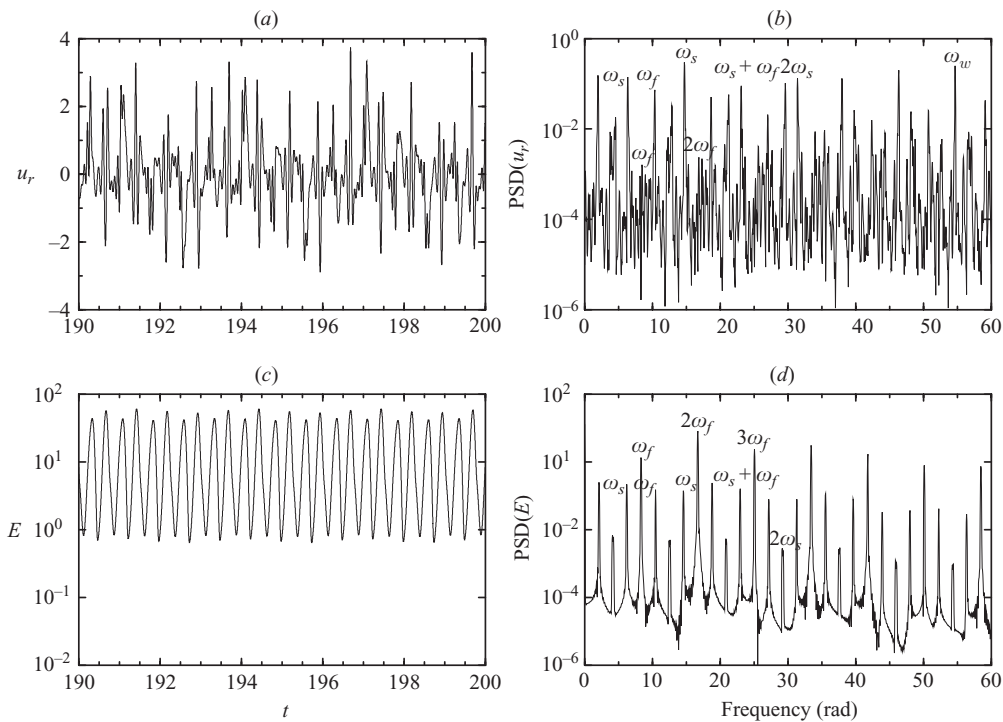 (a)
4
2
u_r
0
−2
−4
190
192
194
196
198
200
(b)
10^0
ω_s
ω_s ω_f
ω_s + ω_f 2ω_s
ω_w
10^−2
ω_f
2ω_f
PSD(u_r)
10^−4
10^−6
0
10
20
30
40
50
60
(c)
10^2
10^1
E
10^0
10^−1
10^−2
190
192
194
196
198
200
t
(d)
10^2
2ω_f
3ω_f
ω_f
10^0
ω_s ω_f
ω_s
ω_s + ω_f
2ω_s
PSD(E)
10^−2
10^−4
10^−6
0
10
20
30
40
50
60
Frequency (rad)